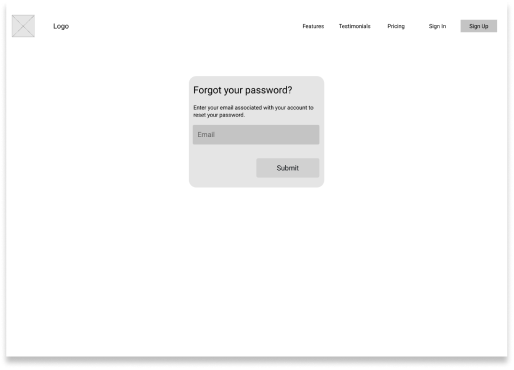 Logo
Features
Testimonials
Pricing
Sign In
Sign Up
Forgot your password?
Enter your email associated with your account to
reset your password.
Email
Submit